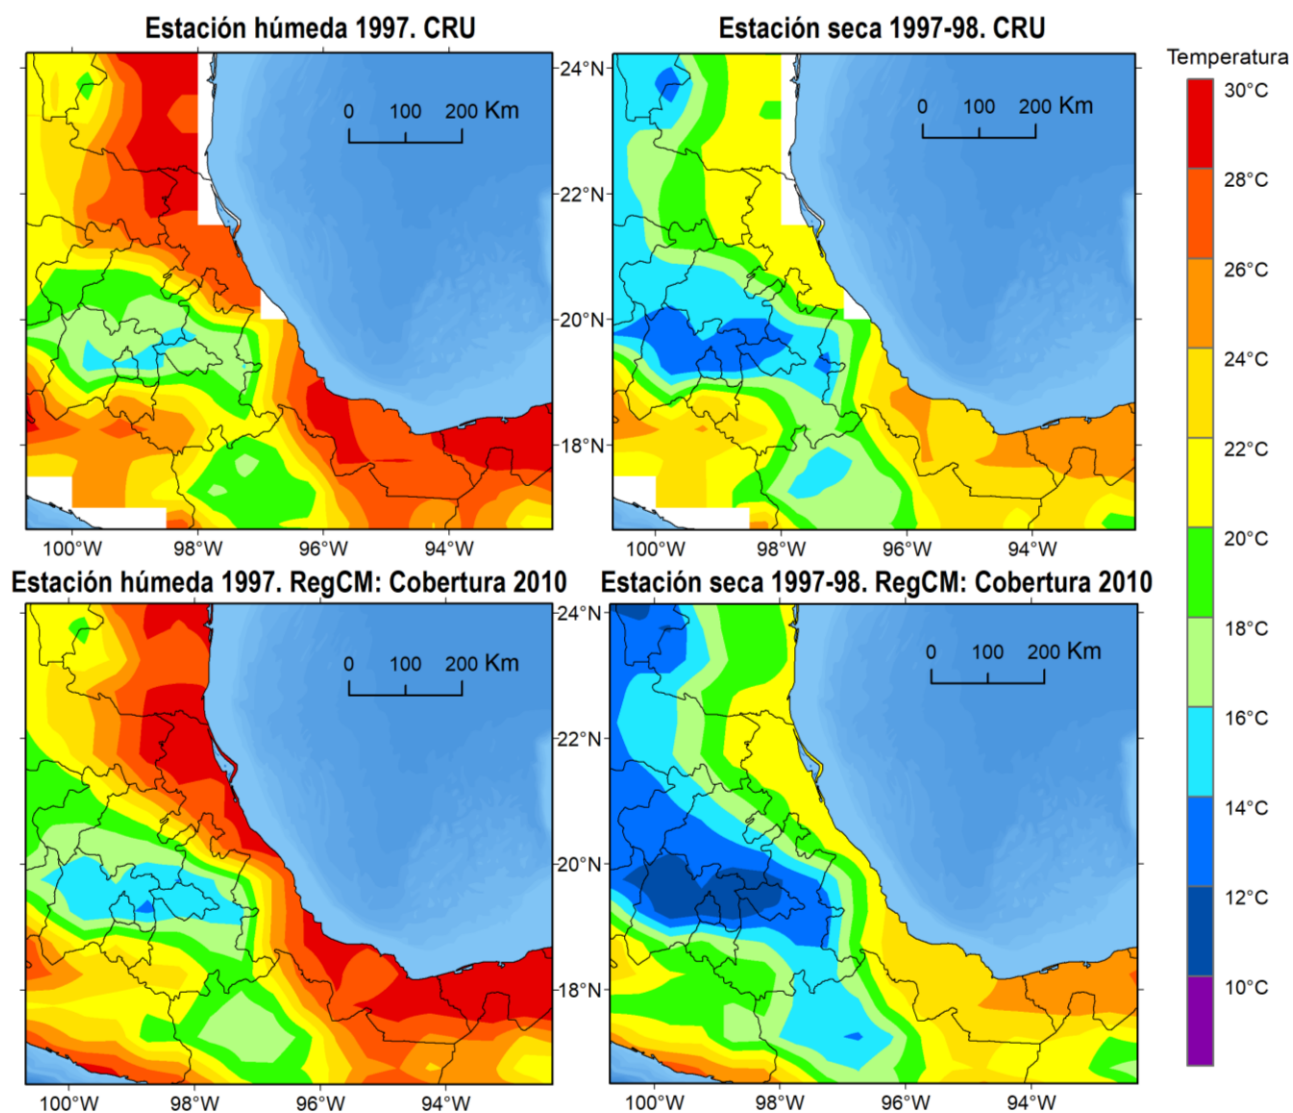 Estación húmeda 1997. CRU
Estación seca 1997-98. CRU
Temperatura
0 100 200 Km
0 100 200 Km
24°N
22°N
20°N
18°N
100°W 98°W 96°W 94°W
100°W 98°W 96°W 94°W
30°C
28°C
26°C
24°C
22°C
20°C
18°C
16°C
14°C
12°C
10°C
Estación húmeda 1997. RegCM: Cobertura 2010
Estación seca 1997-98. RegCM: Cobertura 2010
0 100 200 Km
0 100 200 Km
24°N
22°N
20°N
18°N
100°W 98°W 96°W 94°W
100°W 98°W 96°W 94°W